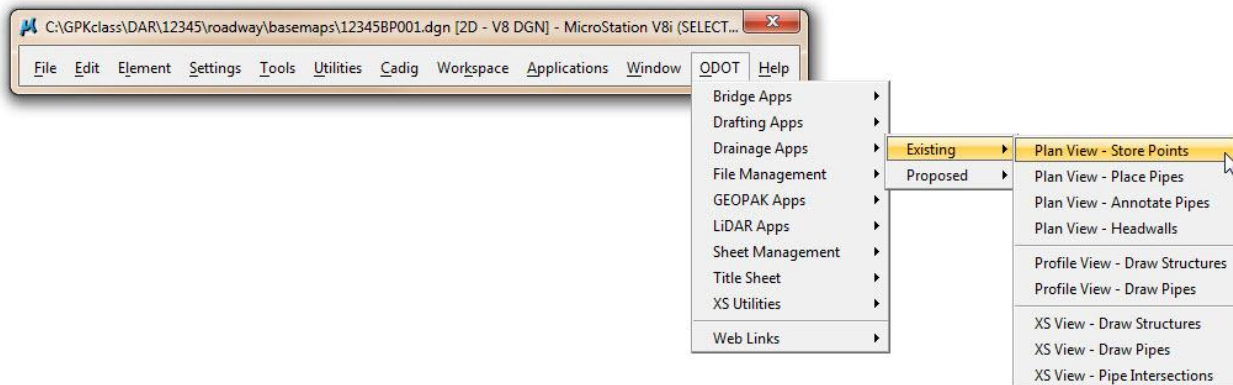 C:\GPKclass\DAR\12345\roadway\basemaps\12345BP001.dgn [2D - V8 DGN] - MicroStation V8i (SELECT...
File Edit Element Settings Tools Utilities Cadig Workspace Applications Window ODOT Help
Bridge Apps
Drafting Apps
Drainage Apps
File Management
GEOPAK Apps
LiDAR Apps
Sheet Management
Title Sheet
XS Utilities
Web Links
Existing
Proposed
Plan View - Store Points
Plan View - Place Pipes
Plan View - Annotate Pipes
Plan View - Headwalls
Profile View - Draw Structures
Profile View - Draw Pipes
XS View - Draw Structures
XS View - Draw Pipes
XS View - Pipe Intersections